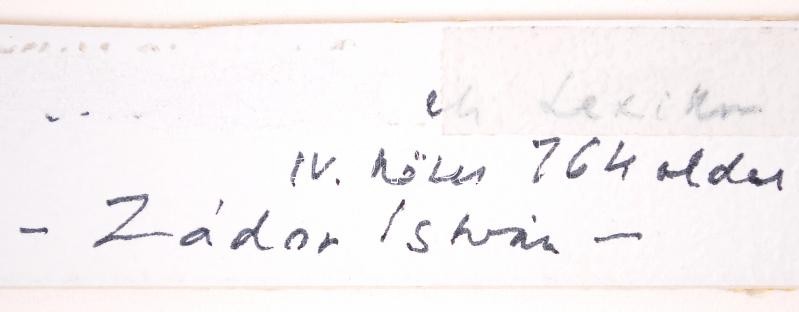 Lexikon
IV. kötet 764 oldal
- Zádor István -